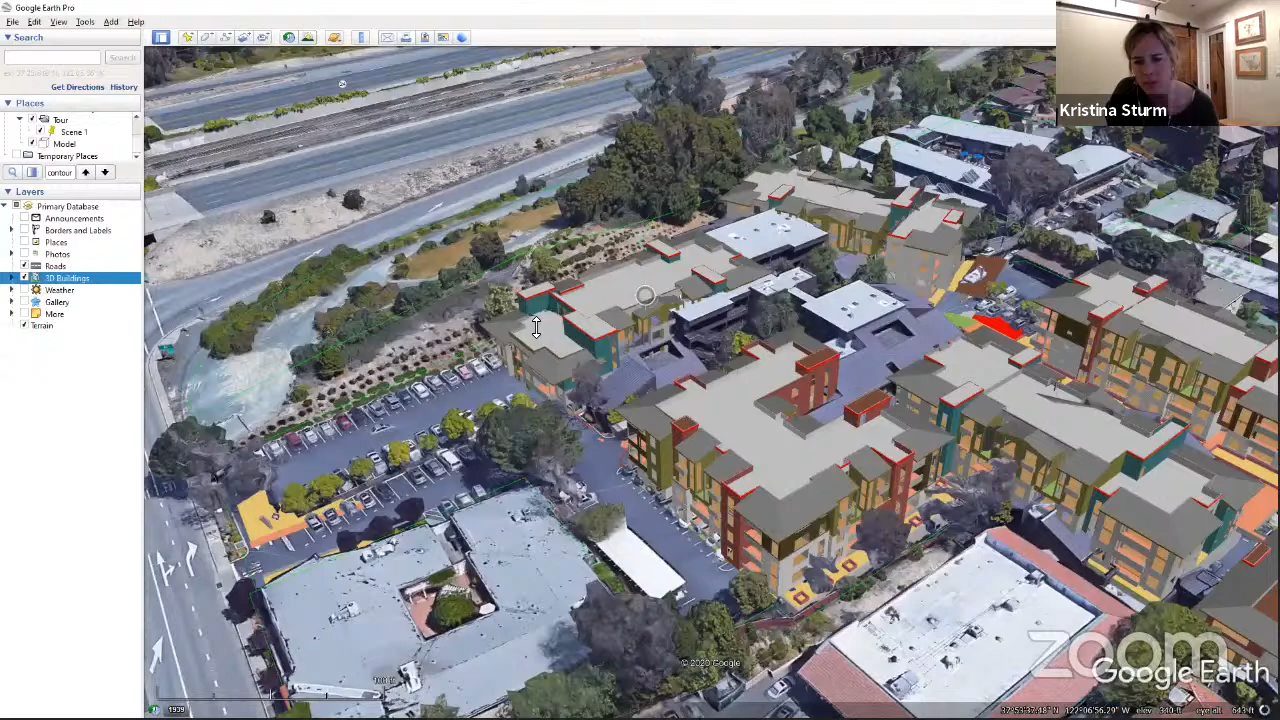 Google Earth Pro
File Edit View Tools Add Help
Search
Search
Get Directions History
Places
Tour
Scene 1
Model
Temporary Places
contour
Layers
Primary Database
Announcements
Borders and Labels
Places
Photos
Roads
3D Buildings
Weather
Gallery
More
Terrain
Kristina Sturm
© 2020 Google
zoom
Google Earth
1939